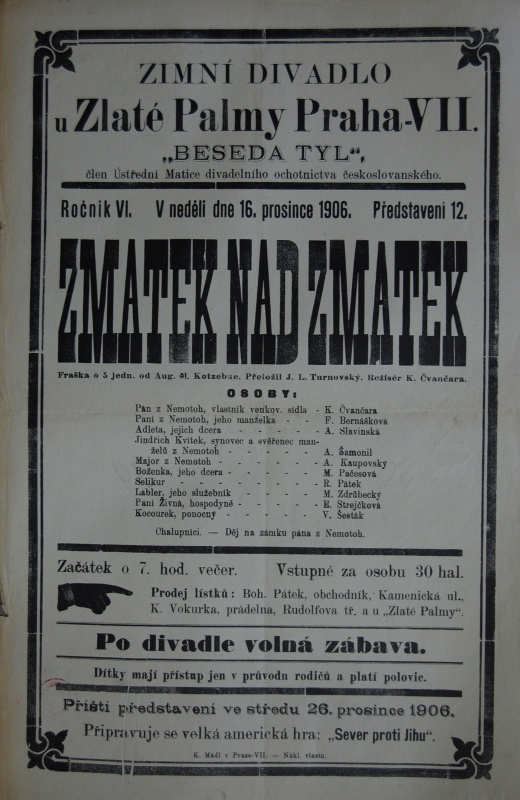 ZIMNÍ DIVADLO
u Zlaté Palmy Praha-VII.
„BESEDA TYL“,
člen Ústřední Matice divadelního ochotnictva českoslovanského.
Ročník VI. V neděli dne 16. prosince 1906. Představení 12.
ZMATEK NAD ZMATEK
Fraška o 5 jedn. od Aug. Kotzebue. Přeložil J. L. Turnovský. Režisér K. Čvančara.
OSOBY:
Pán z Nemotoh, vlastník venkov. sídla - K. Čvančara
Paní z Nemotoh, jeho manželka - - F. Bernášková
Adleta, jejich dcera - - - - - A. Slavinská
Jindřich Kvítek, synovec a svěřenec man-
želů z Nemotoh - - - - - A. Šamonil
Major z Nemotoh - - - - - A. Kaupovský
Boženka, jeho dcera - - - - - M. Pačosová
Selikur - - - - - - - R. Pátek
Labler, jeho služebník - - - - - M. Zdrůbecký
Paní Živná, hospodyně - - - - - E. Strejčková
Kocourek, ponocný - - - - - - V. Šesták
Chalupníci. — Děj na zámku pána z Nemotoh.
Začátek o 7. hod. večer. Vstupné za osobu 30 hal.
Prodej lístků: Boh. Pátek, obchodník, Kamenická ul.,
K. Vokurka, prádelna, Rudolfova tř. a u „Zlaté Palmy“.
Po divadle volná zábava.
Dítky mají přístup jen v průvodu rodičů a platí polovic.
Příští představení ve středu 26. prosince 1906.
Připravuje se velká americká hra: „Sever proti Jihu“.
K. Mádl v Praze-VII. — Nákl. vlastn.